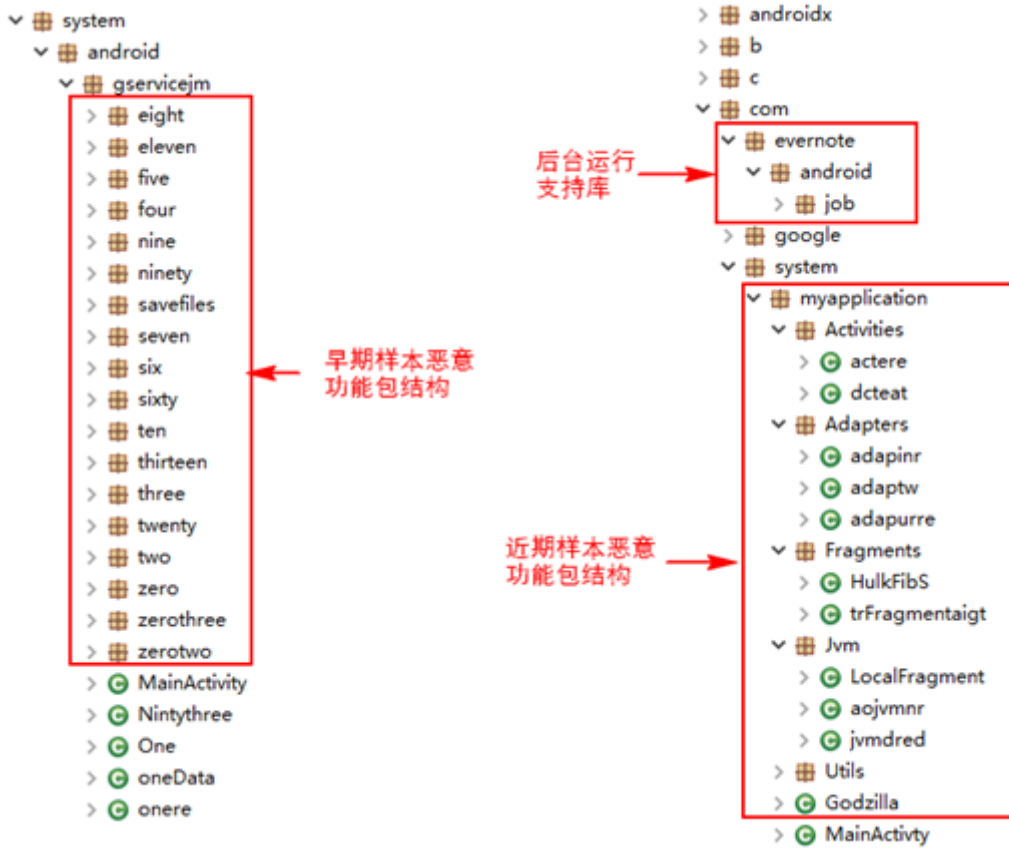 system
android
gservicejm
eight
eleven
five
four
nine
ninety
savefiles
seven
six
sixty
ten
thirteen
three
twenty
two
zero
zerothree
zerotwo
MainActivity
Nintythree
One
oneData
onere
早期样本恶意
功能包结构
androidx
b
c
com
evernote
android
job
google
system
myapplication
Activities
actere
dcteat
Adapters
adapinr
adaptw
adapurre
Fragments
HulkFibS
trFragmentaigt
Jvm
LocalFragment
aojvmnr
jvmdred
Utils
Godzilla
MainActivty
后台运行
支持库
近期样本恶意
功能包结构